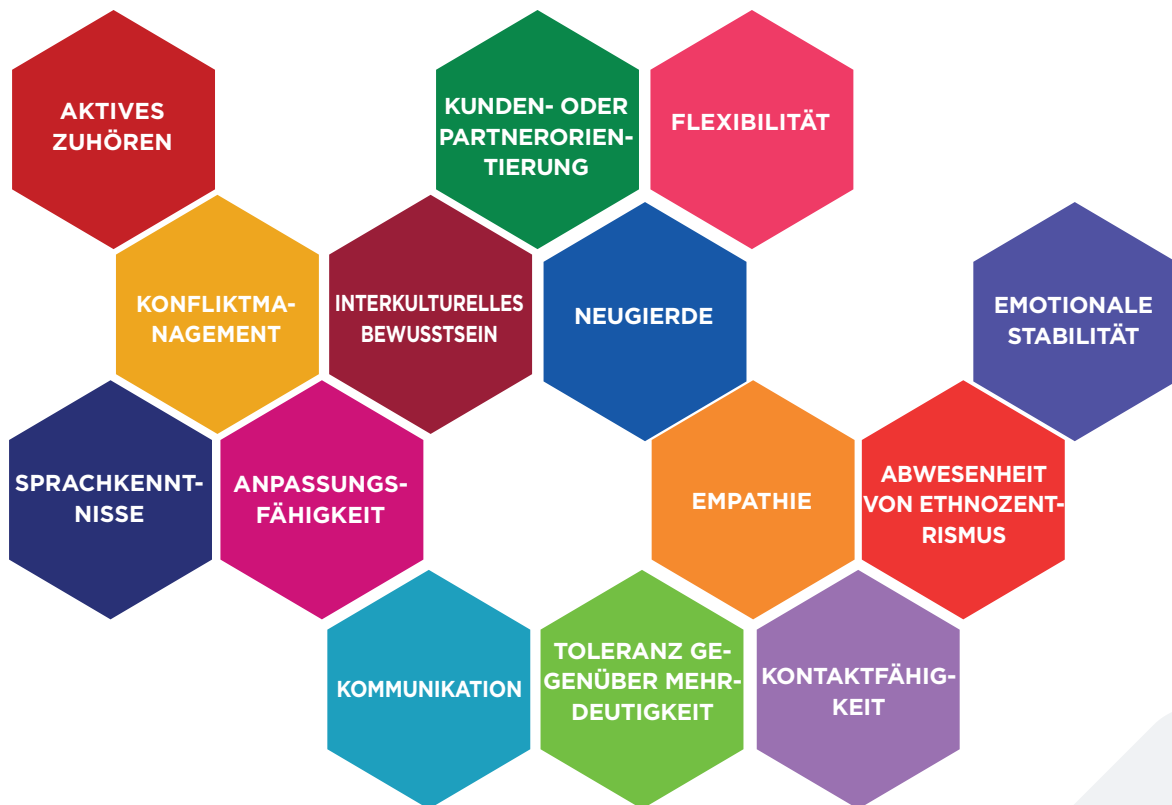 AKTIVES
ZUHÖREN
KUNDEN- ODER
PARTNERORIEN-
TIERUNG
FLEXIBILITÄT
KONFLIKTMA-
NAGEMENT
INTERKULTURELLES
BEWUSSTSEIN
NEUGIERDE
EMOTIONALE
STABILITÄT
SPRACHKENNT-
NISSE
ANPASSUNGS-
FÄHIGKEIT
EMPATHIE
ABWESENHEIT
VON ETHNOZENT-
RISMUS
KOMMUNIKATION
TOLERANZ GE-
GENÜBER MEHR-
DEUTIGKEIT
KONTAKTFÄHIG-
KEIT